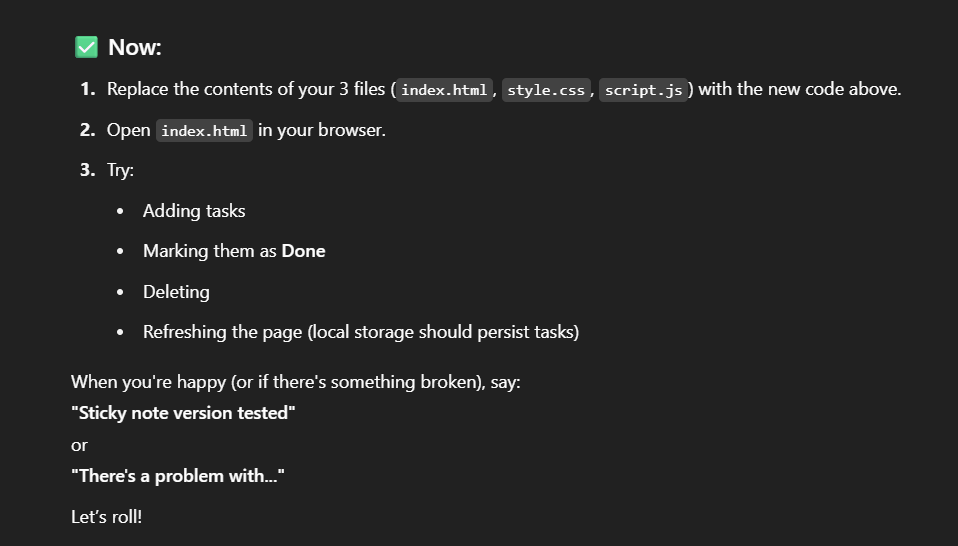 ✅ Now:
1. Replace the contents of your 3 files (index.html, style.css, script.js) with the new code above.
2. Open index.html in your browser.
3. Try:
• Adding tasks
• Marking them as Done
• Deleting
• Refreshing the page (local storage should persist tasks)
When you're happy (or if there's something broken), say:
"Sticky note version tested"
or
"There's a problem with..."
Let's roll!